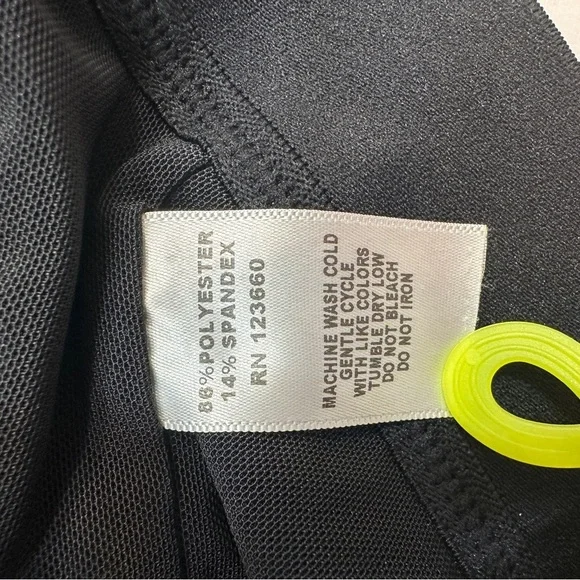 86% POLYESTER
14% SPANDEX
RN 123660
MACHINE WASH COLD
GENTLE CYCLE
WITH LIKE COLORS
TUMBLE DRY LOW
DO NOT BLEACH
DO NOT IRON